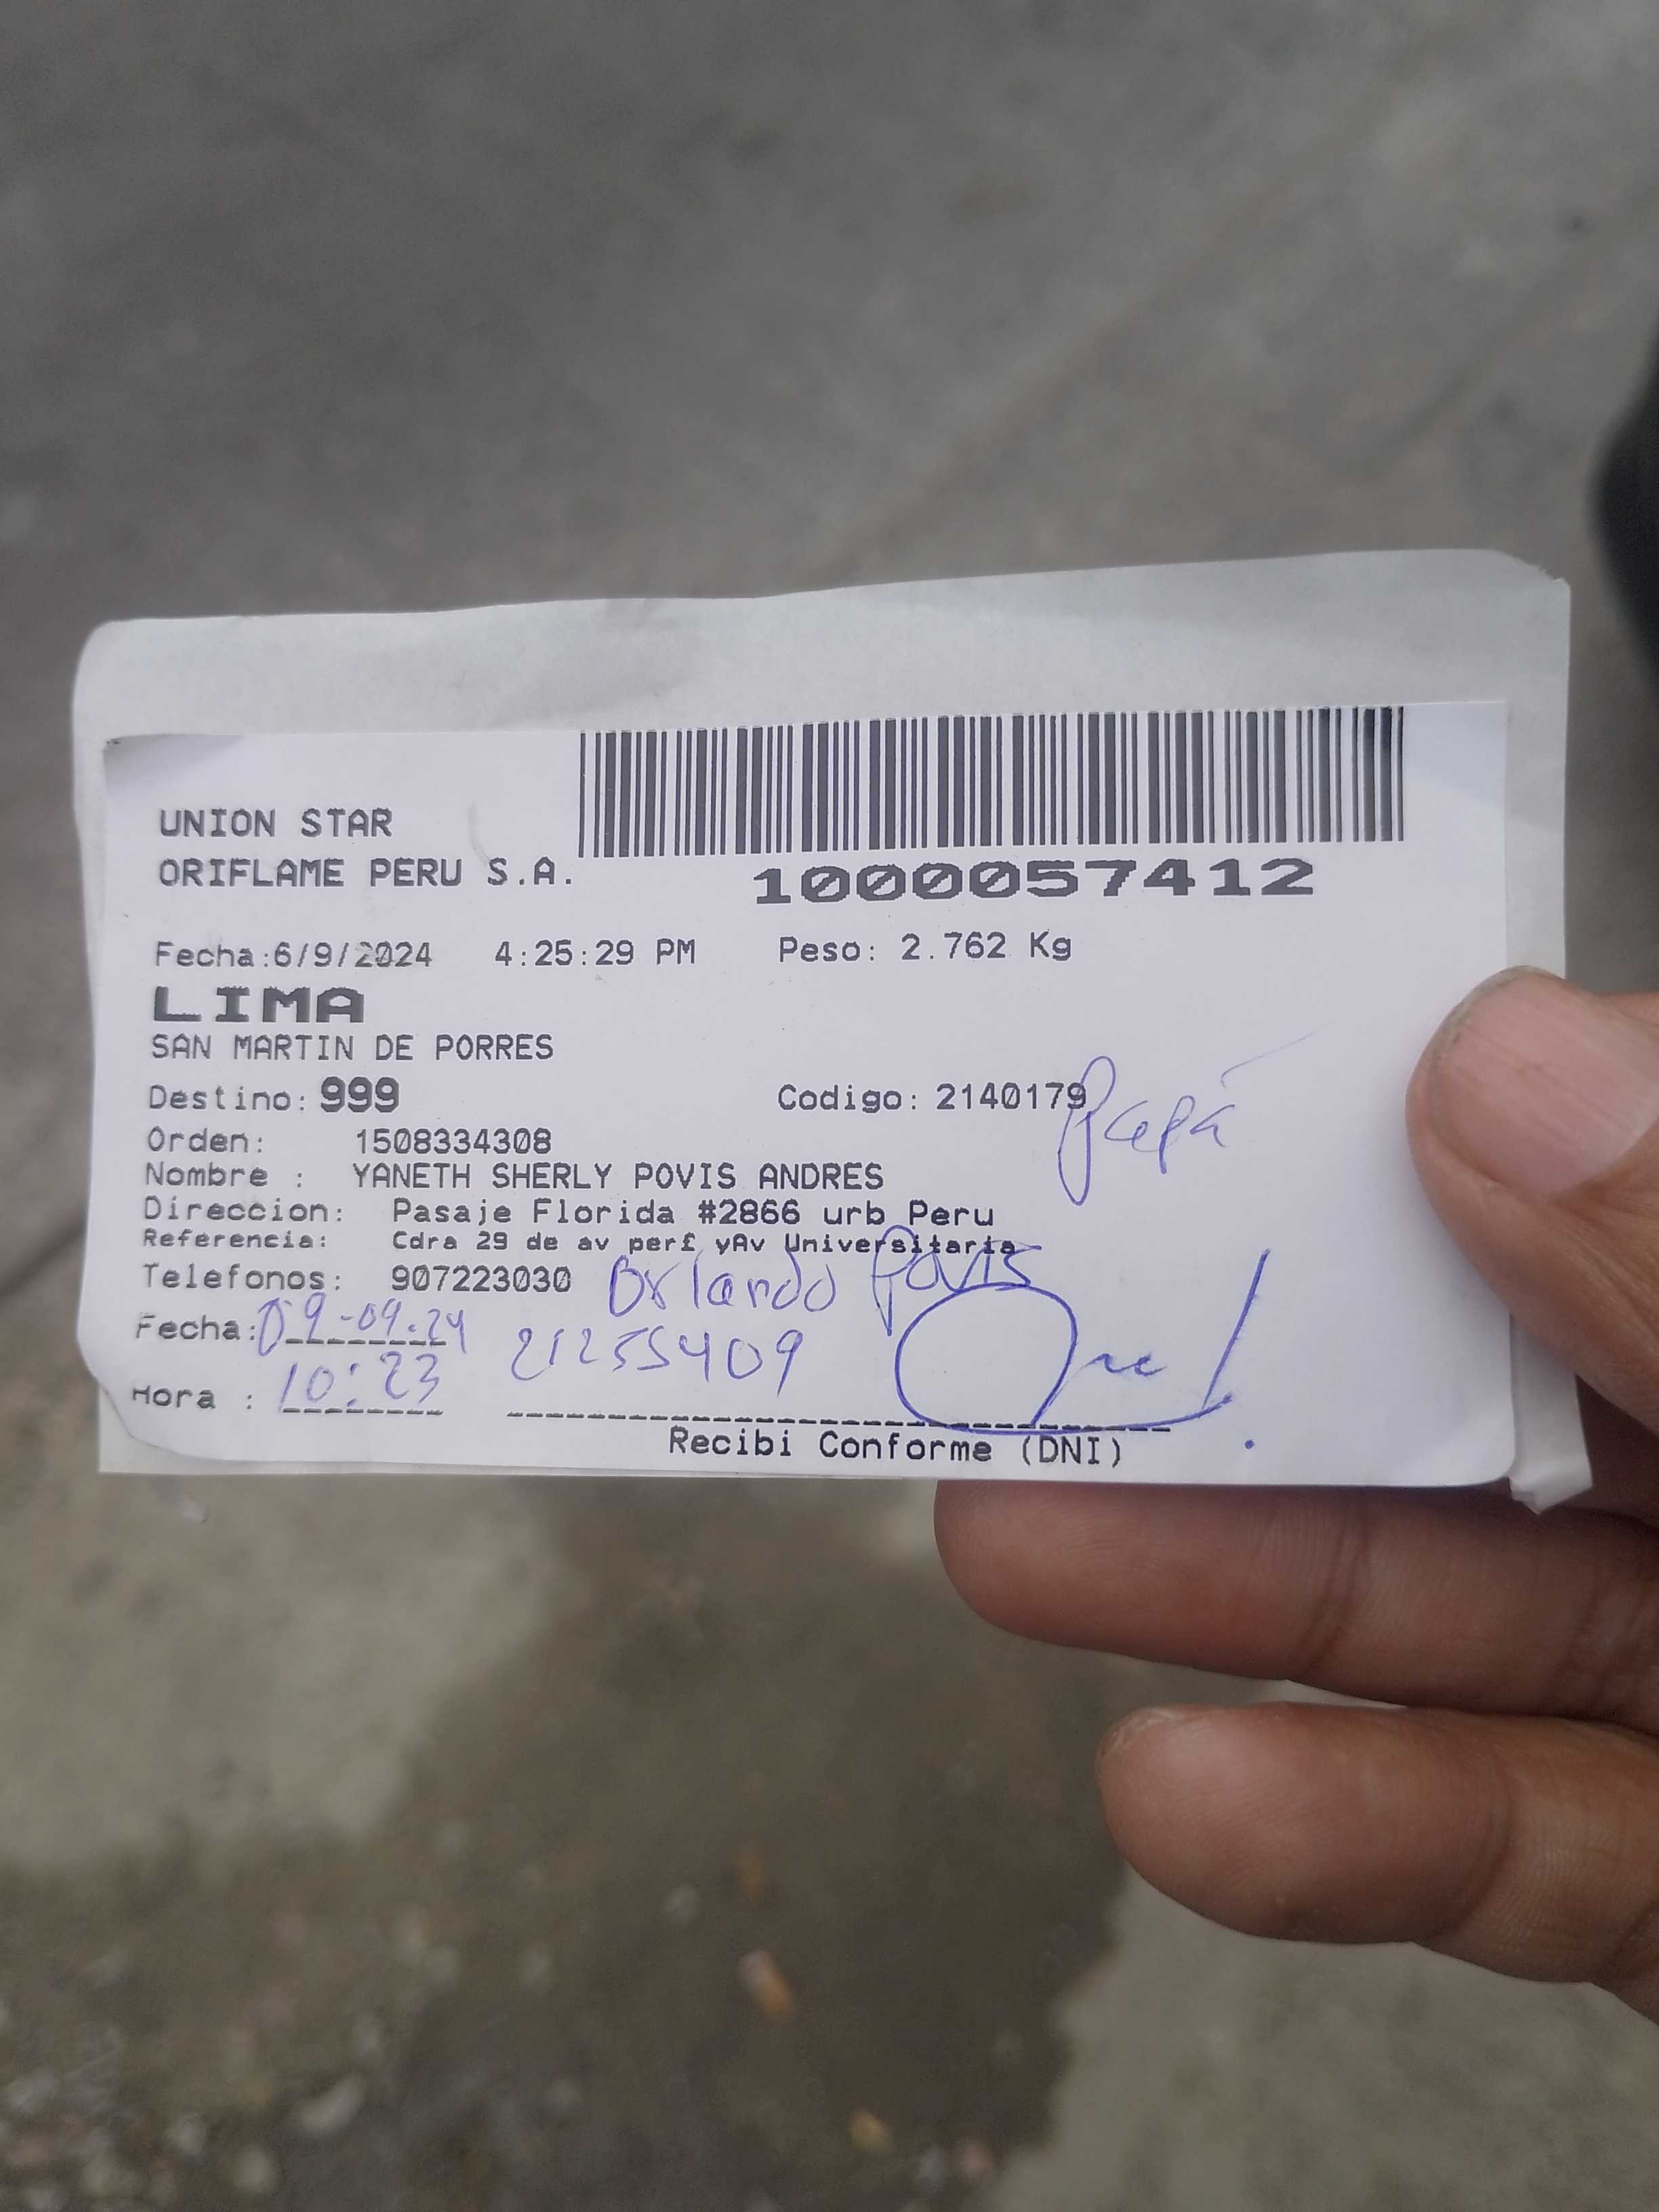 UNION STAR
ORIFLAME PERU S.A.
1000057412
Fecha:6/9/2024 4:25:29 PM Peso: 2.762 Kg
LIMA
SAN MARTIN DE PORRES
Destino: 999 Codigo: 2140179
Papá
Orden: 1508334308
Nombre : YANETH SHERLY POVIS ANDRES
Direccion: Pasaje Florida #2866 urb Peru
Referencia: Cdra 29 de av per£ yAv Universitaria
Telefonos: 907223030 Orlando Povis
Fecha: 09-09.24 21255409
Hora : 10:23
Recibi Conforme (DNI)